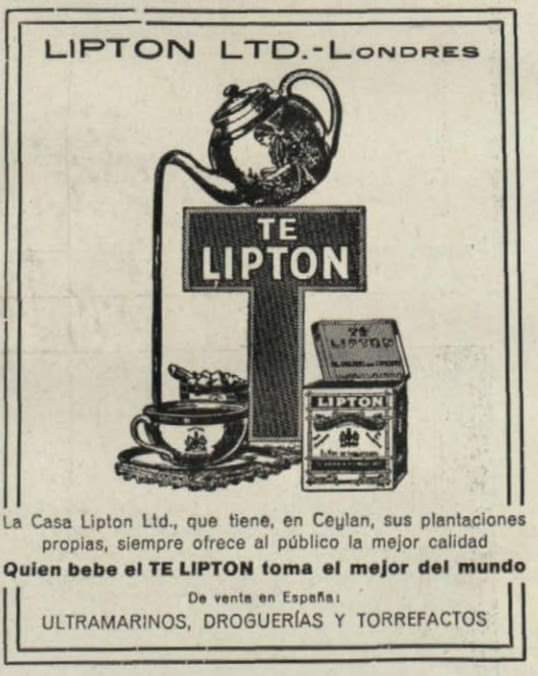 LIPTON LTD.-LONDRES
TE
LIPTON
TE
LIPTON
LIPTON
La Casa Lipton Ltd., que tiene, en Ceylan, sus plantaciones
propias, siempre ofrece al público la mejor calidad
Quien bebe el TE LIPTON toma el mejor del mundo
De venta en España:
ULTRAMARINOS, DROGUERÍAS Y TORREFACTOS